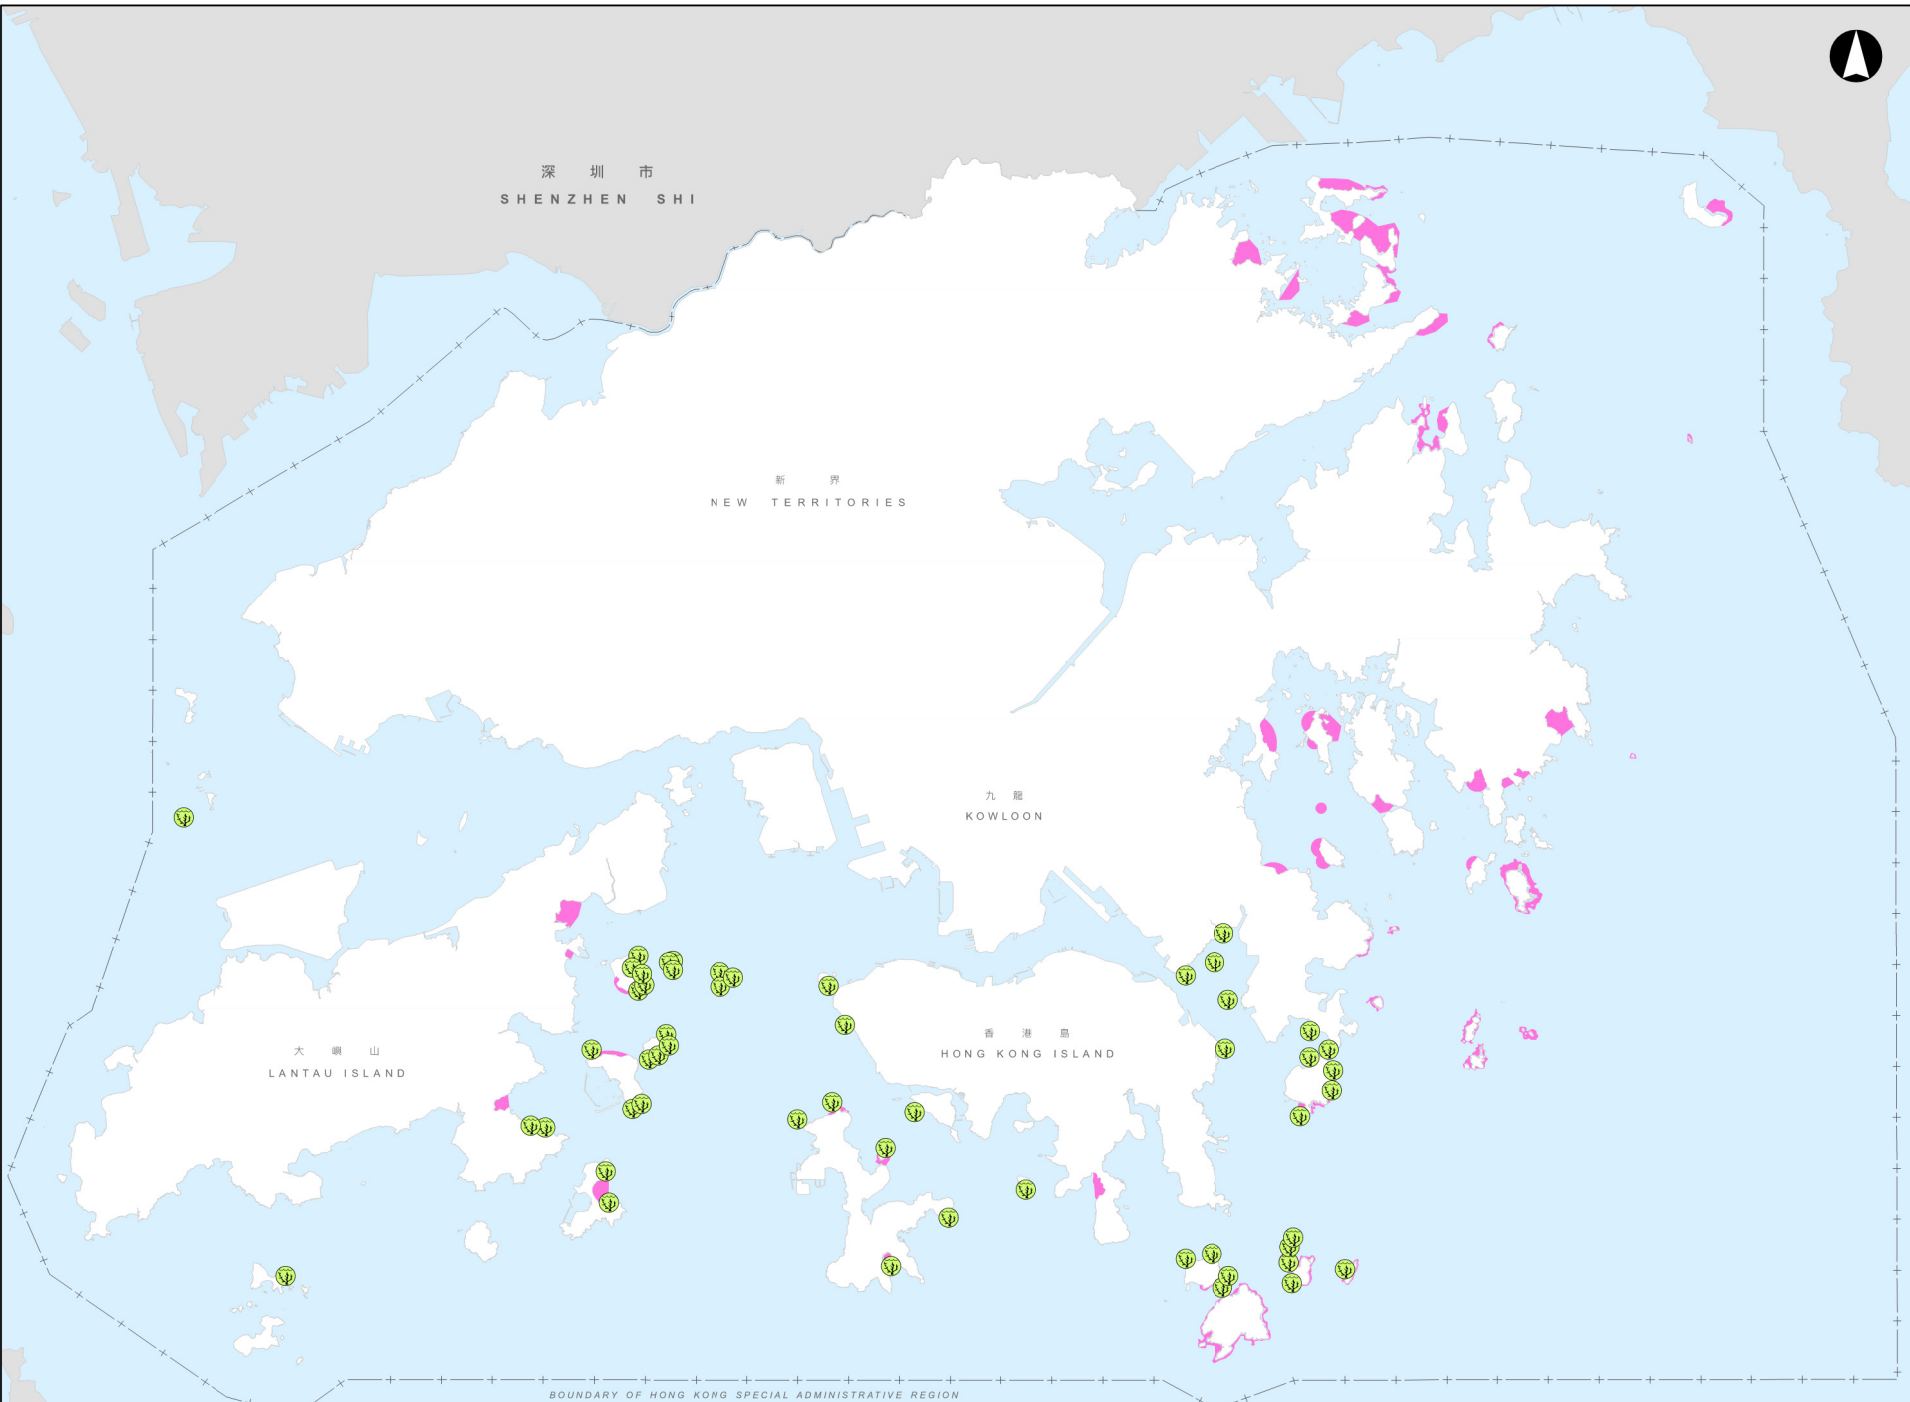 深 圳 市
SHENZHEN SHI
新 界
NEW TERRITORIES
九 龍
KOWLOON
香 港 島
HONG KONG ISLAND
大 嶼 山
LANTAU ISLAND
BOUNDARY OF HONG KONG SPECIAL ADMINISTRATIVE REGION